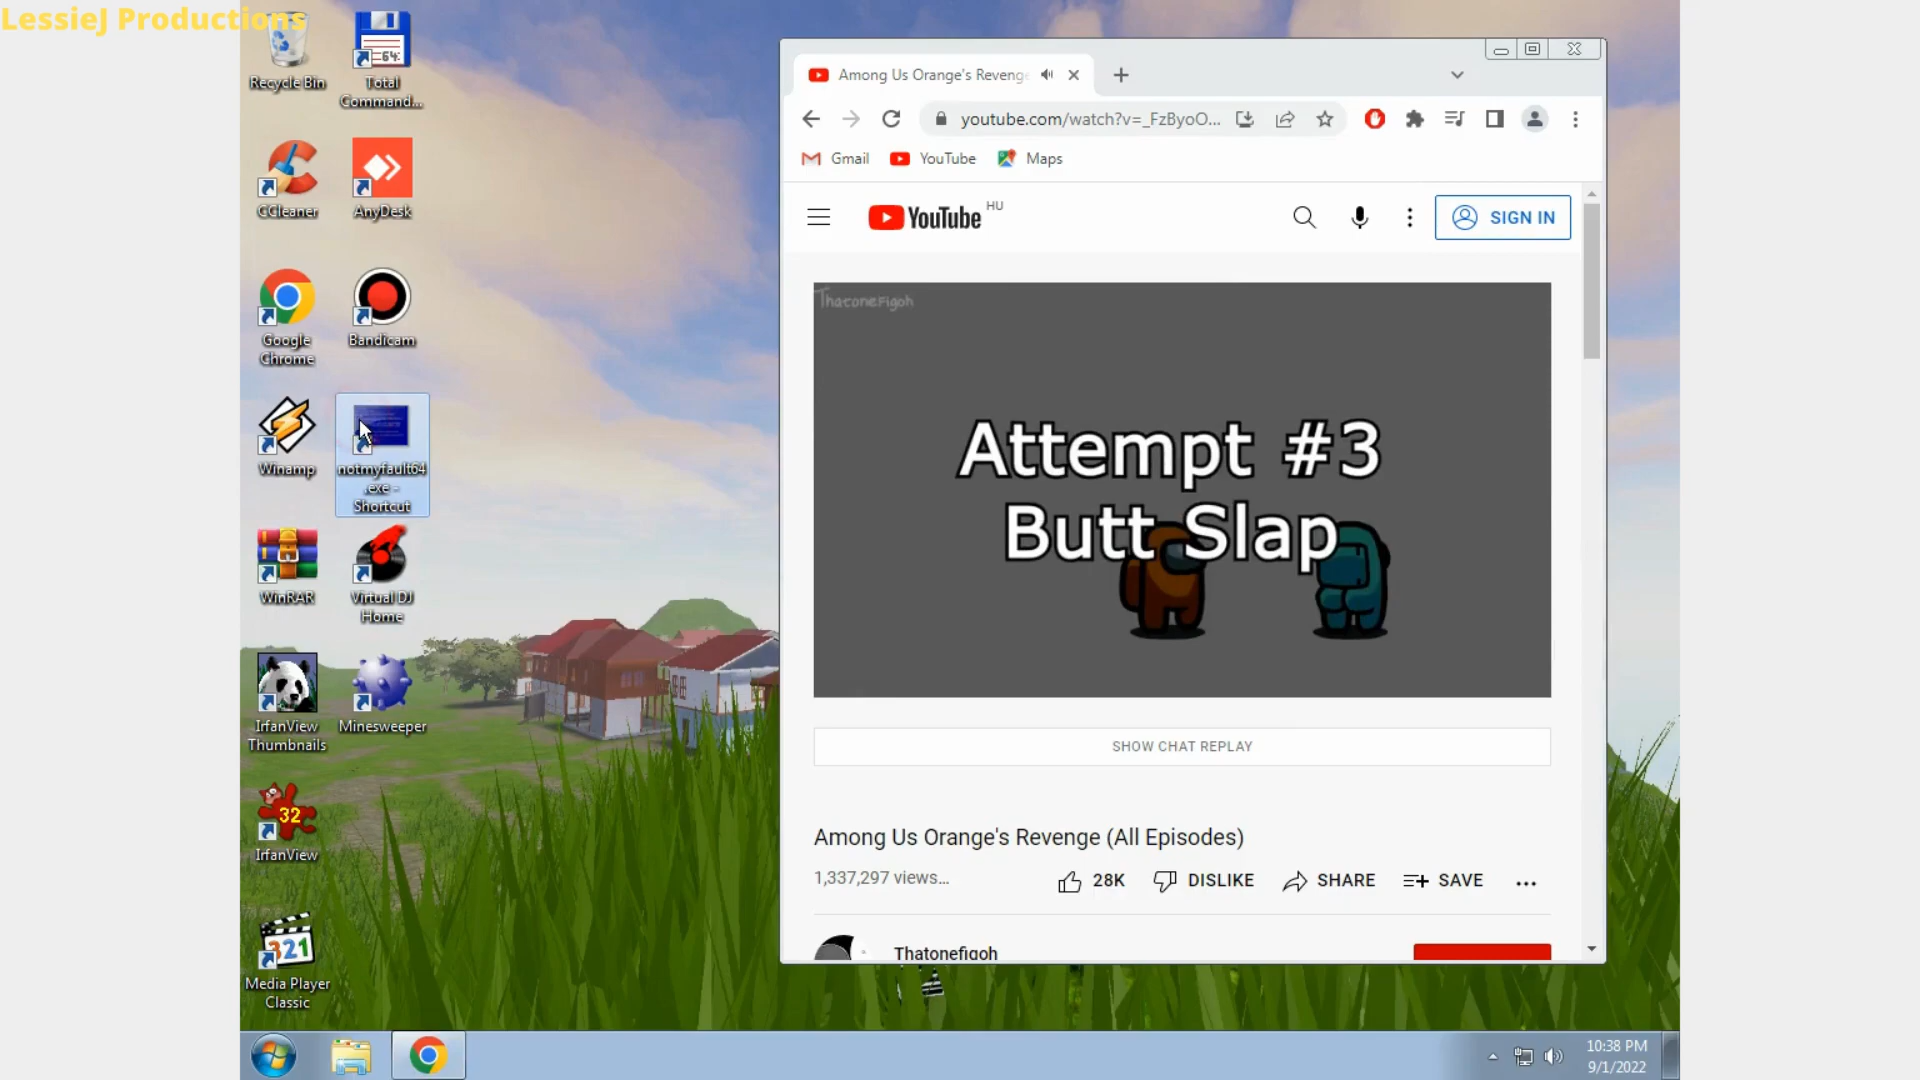 LessieJ Productions
Recycle Bin
64
Total
Command...
CCleaner
AnyDesk
Google
Chrome
Bandicam
Winamp
notmyfault64
.exe -
Shortcut
WinRAR
Virtual DJ
Home
IrfanView
Thumbnails
Minesweeper
32
IrfanView
321
Media Player
Classic
Among Us Orange's Revenge
youtube.com/watch?v=_FzByoO...
Gmail
YouTube
Maps
YouTube HU
SIGN IN
Thatonefigoh
Attempt #3
Butt Slap
SHOW CHAT REPLAY
Among Us Orange's Revenge (All Episodes)
1,337,297 views...
28K
DISLIKE
SHARE
SAVE
Thatonefigoh
10:38 PM
9/1/2022